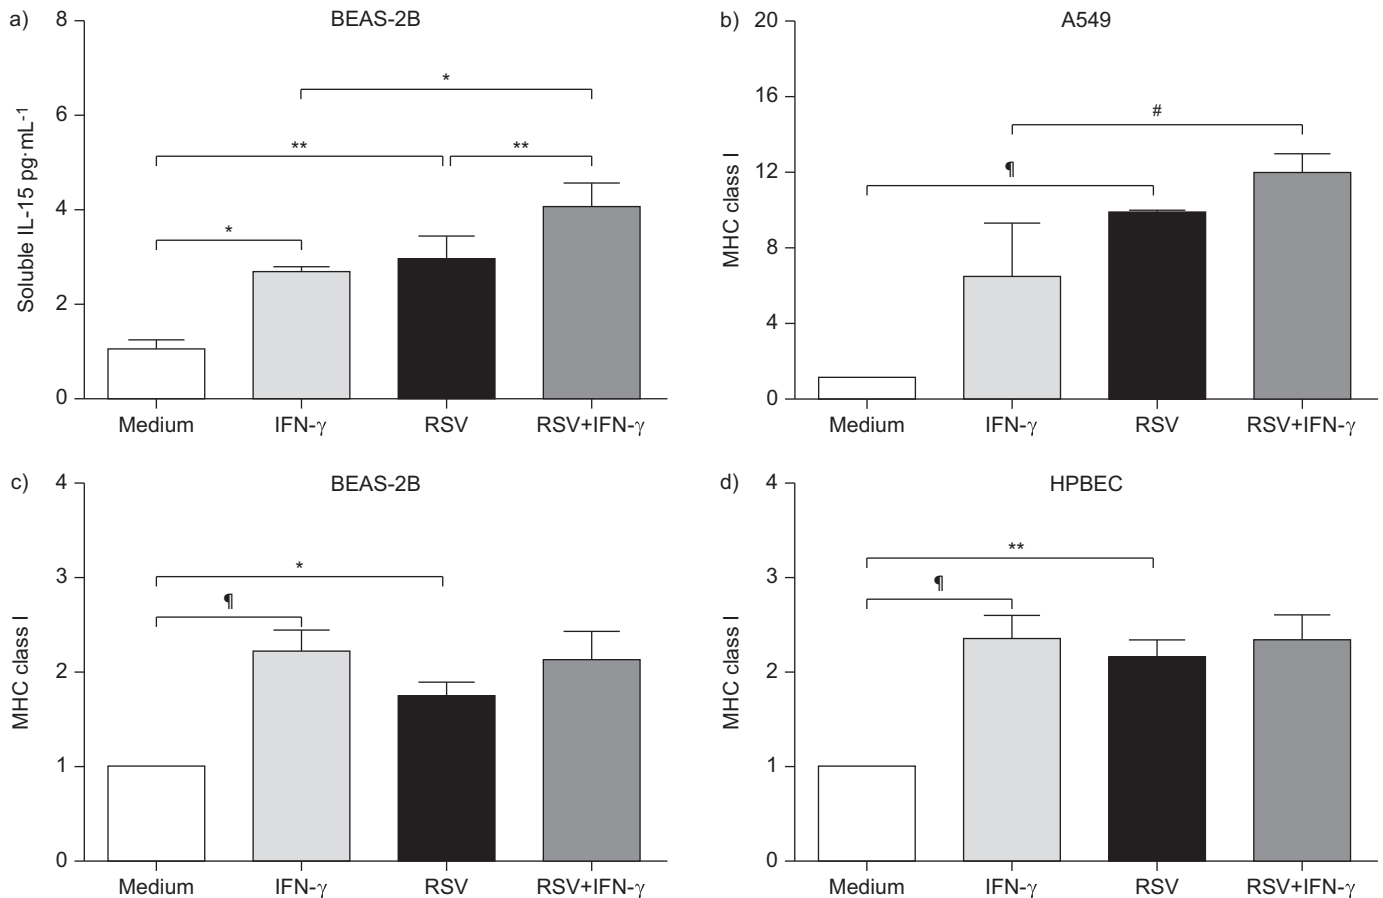 a) BEAS-2B
Soluble IL-15 pg·mL-1
8
6
4
2
0
*
**
**
*
Medium IFN-γ RSV RSV+IFN-γ
b) A549
MHC class I
20
16
12
8
4
0
#
¶
Medium IFN-γ RSV RSV+IFN-γ
c) BEAS-2B
MHC class I
4
3
2
1
0
*
¶
Medium IFN-γ RSV RSV+IFN-γ
d) HPBEC
MHC class I
4
3
2
1
0
**
¶
Medium IFN-γ RSV RSV+IFN-γ